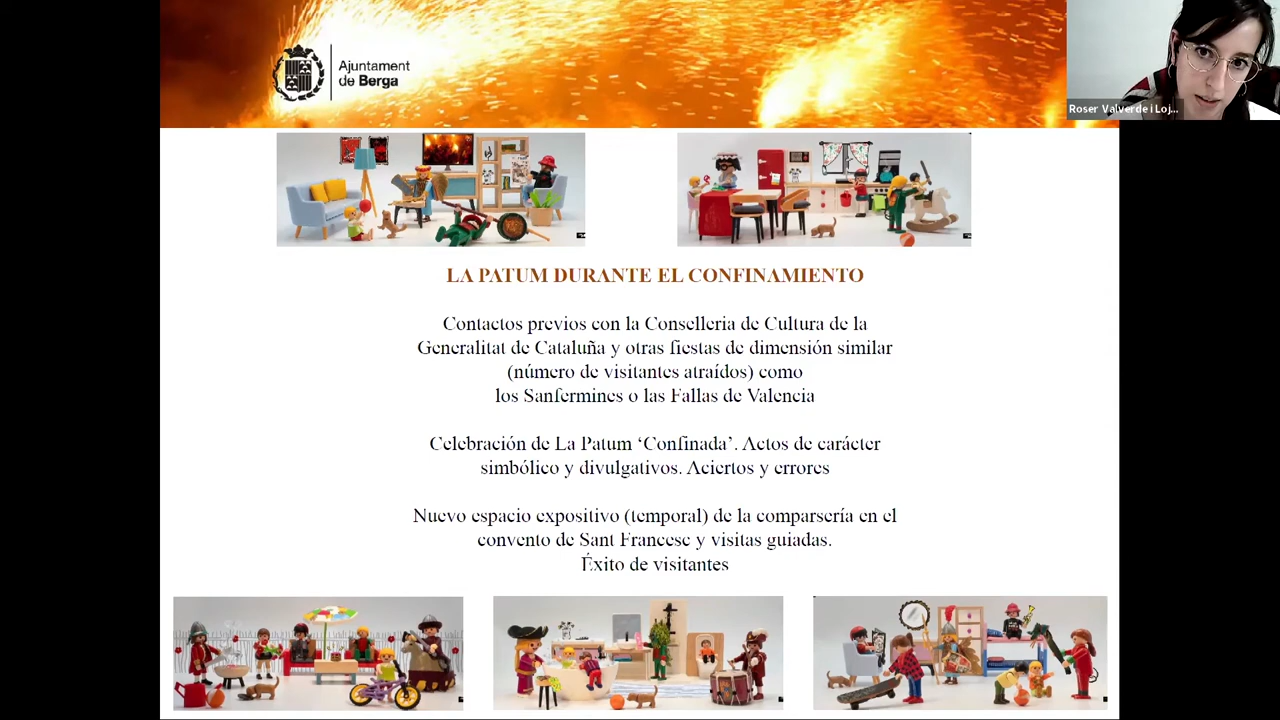 Ajuntament
de Berga
Roser Valverde i Loj...
LA PATUM DURANTE EL CONFINAMIENTO
Contactos previos con la Conselleria de Cultura de la
Generalitat de Cataluña y otras fiestas de dimensión similar
(número de visitantes atraídos) como
los Sanfermines o las Fallas de Valencia
Celebración de La Patum ‘Confinada’. Actos de carácter
simbólico y divulgativos. Aciertos y errores
Nuevo espacio expositivo (temporal) de la comparsería en el
convento de Sant Francesc y visitas guiadas.
Éxito de visitantes